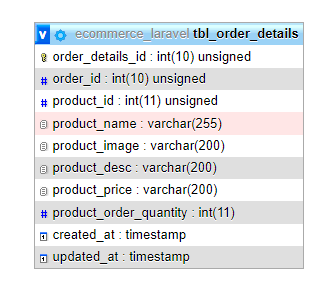 v ecommerce_laravel tbl_order_details
order_details_id : int(10) unsigned
# order_id : int(10) unsigned
# product_id : int(11) unsigned
product_name : varchar(255)
product_image : varchar(200)
product_desc : varchar(200)
product_price : varchar(200)
# product_order_quantity : int(11)
created_at : timestamp
updated_at : timestamp